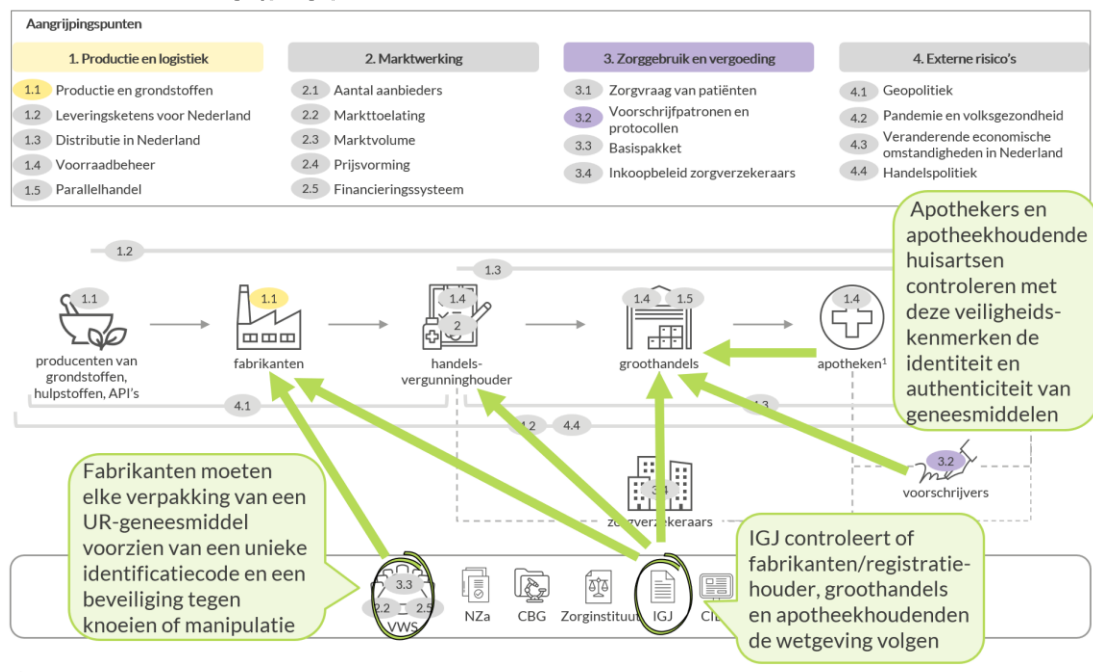 Aangrijpingspunten
1. Productie en logistiek
1.1 Productie en grondstoffen
1.2 Leveringsketens voor Nederland
1.3 Distributie in Nederland
1.4 Voorraadbeheer
1.5 Parallelhandel
2. Marktwerking
2.1 Aantal aanbieders
2.2 Markttoelating
2.3 Marktvolume
2.4 Prijsvorming
2.5 Financieringssysteem
3. Zorggebruik en vergoeding
3.1 Zorgvraag van patiënten
3.2 Voorschrijfpatronen en
protocollen
3.3 Basispakket
3.4 Inkoopbeleid zorgverzekeraars
4. Externe risico's
4.1 Geopolitiek
4.2 Pandemie en volksgezondheid
4.3 Veranderende economische
omstandigheden in Nederland
4.4 Handelspolitiek
Apothekers en
apotheekhoudende
huisartsen
controleren met
deze veiligheids-
kenmerken de
identiteit en
authenticiteit van
geneesmiddelen
1.2
1.3
1.1
1.1
1.4
2
1.4 1.5
1.4
producenten van
grondstoffen,
hulpstoffen, API's
fabrikanten
handels-
vergunninghouder
groothandels
apotheken¹
4.1
4.2 4.4
4.3
3.2
voorschrijvers
3.4
zorgverzekeraars
Fabrikanten moeten
elke verpakking van een
UR-geneesmiddel
voorzien van een unieke
identificatiecode en een
beveiliging tegen
knoeien of manipulatie
IGJ controleert of
fabrikanten/registratie-
houder, groothandels
en apotheekhoudenden
de wetgeving volgen
3.3
2.2 2.5
VWS
NZa
CBG
Zorginstituut
IGJ